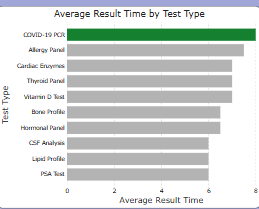 Average Result Time by Test Type
Test Type
COVID-19 PCR
Allergy Panel
Cardiac Enzymes
Thyroid Panel
Vitamin D Test
Bone Profile
Hormonal Panel
CSF Analysis
Lipid Profile
PSA Test
0 2 4 6 8
Average Result Time